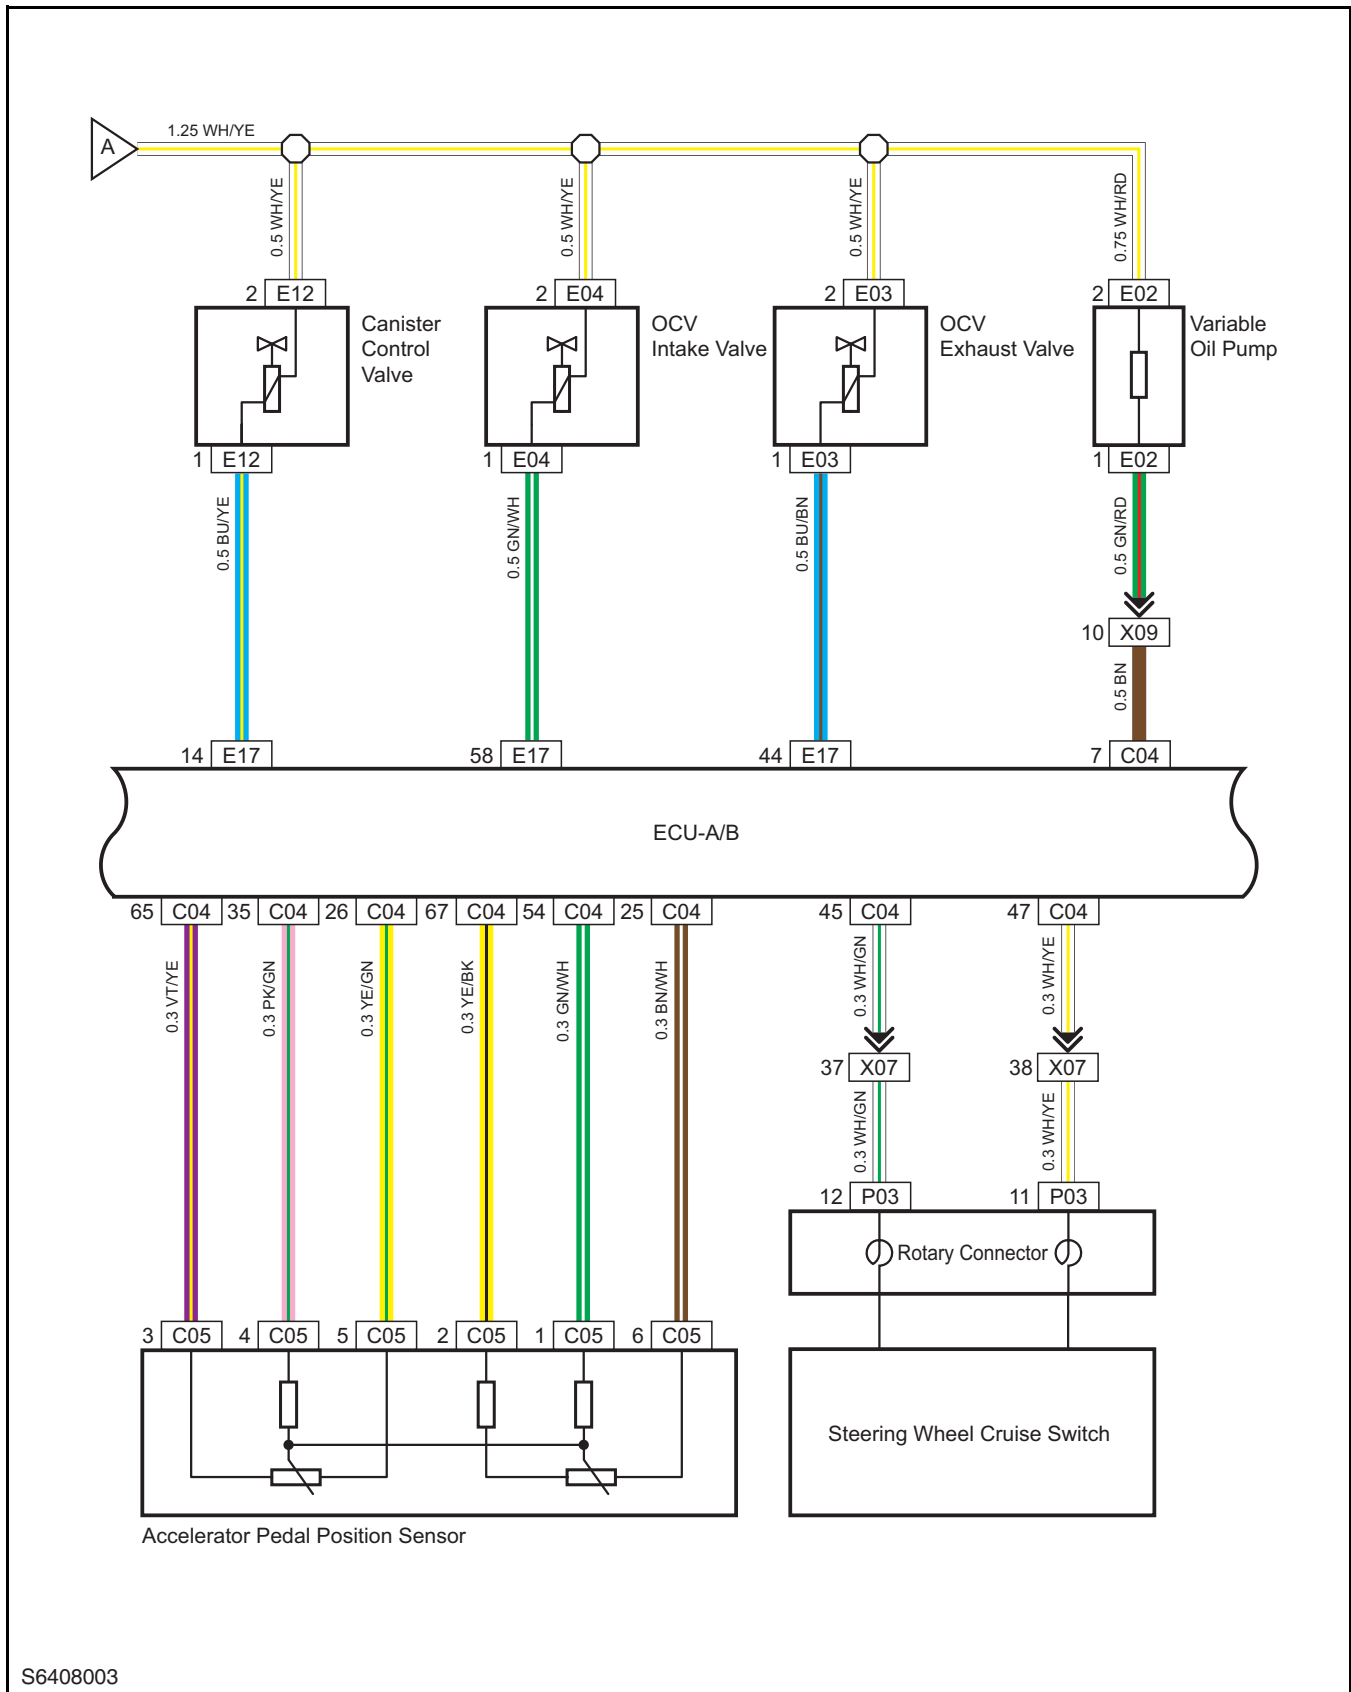 1.25 WH/YE
A
0.5 WH/YE
0.5 WH/YE
0.5 WH/YE
0.75 WH/RD
2 E12
2 E04
2 E03
2 E02
Canister
Control
Valve
OCV
Intake Valve
OCV
Exhaust Valve
Variable
Oil Pump
1 E12
1 E04
1 E03
1 E02
0.5 BU/YE
0.5 GN/WH
0.5 BU/BN
0.5 GN/RD
10 X09
0.5 BN
14 E17
58 E17
44 E17
7 C04
ECU-A/B
65 C04
35 C04
26 C04
67 C04
54 C04
25 C04
45 C04
47 C04
0.3 VT/YE
0.3 PK/GN
0.3 YE/GN
0.3 YE/BK
0.3 GN/WH
0.3 BN/WH
0.3 WH/GN
0.3 WH/YE
37 X07
38 X07
0.3 WH/GN
0.3 WH/YE
12 P03
11 P03
Rotary Connector
3 C05
4 C05
5 C05
2 C05
1 C05
6 C05
Steering Wheel Cruise Switch
Accelerator Pedal Position Sensor
S6408003